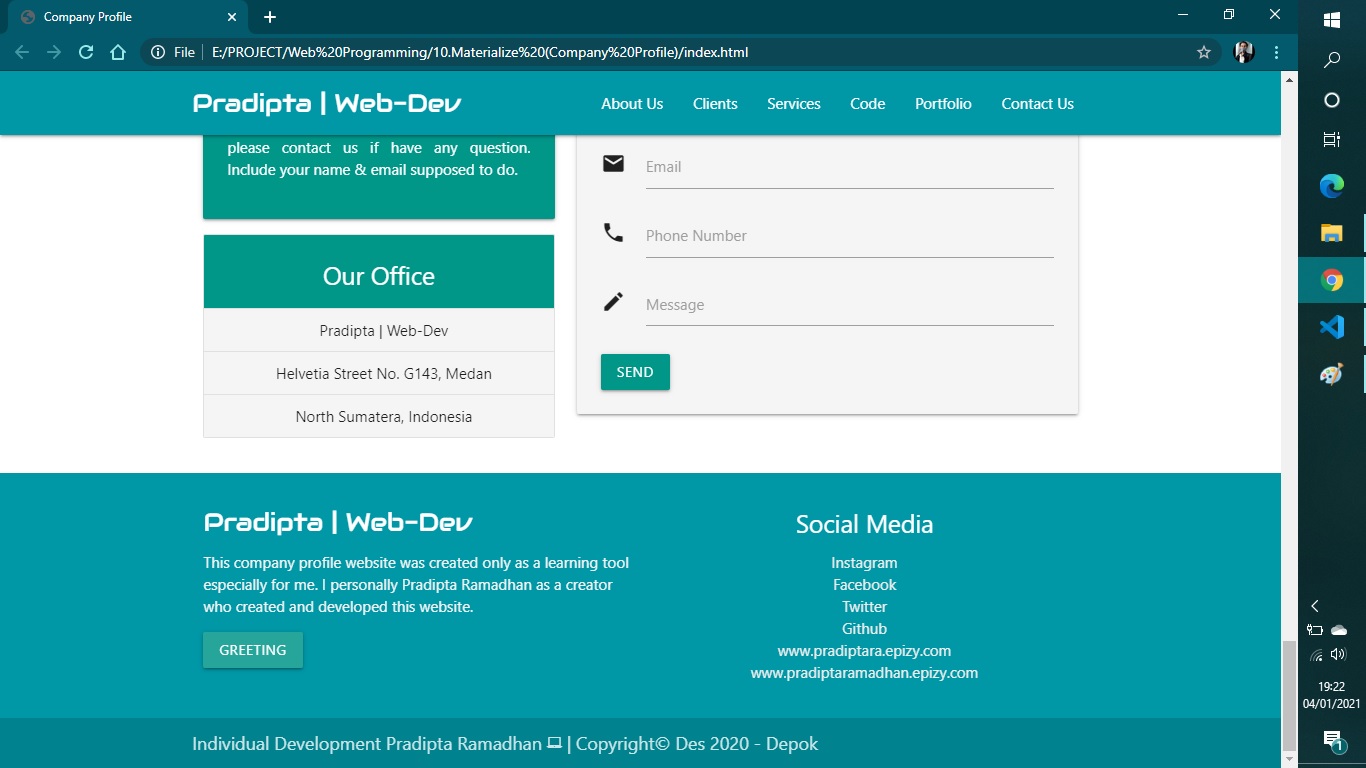 Company Profile
File
E:/PROJECT/Web%20Programming/10.Materialize%20(Company%20Profile)/index.html
Pradipta | Web-Dev
About Us
Clients
Services
Code
Portfolio
Contact Us
please contact us if have any question.
Include your name & email supposed to do.
Our Office
Pradipta | Web-Dev
Helvetia Street No. G143, Medan
North Sumatera, Indonesia
Email
Phone Number
Message
SEND
Pradipta | Web-Dev
This company profile website was created only as a learning tool
especially for me. I personally Pradipta Ramadhan as a creator
who created and developed this website.
GREETING
Social Media
Instagram
Facebook
Twitter
Github
www.pradiptara.epizy.com
www.pradiptaramadhan.epizy.com
Individual Development Pradipta Ramadhan | Copyright© Des 2020 - Depok
19:22
04/01/2021
1